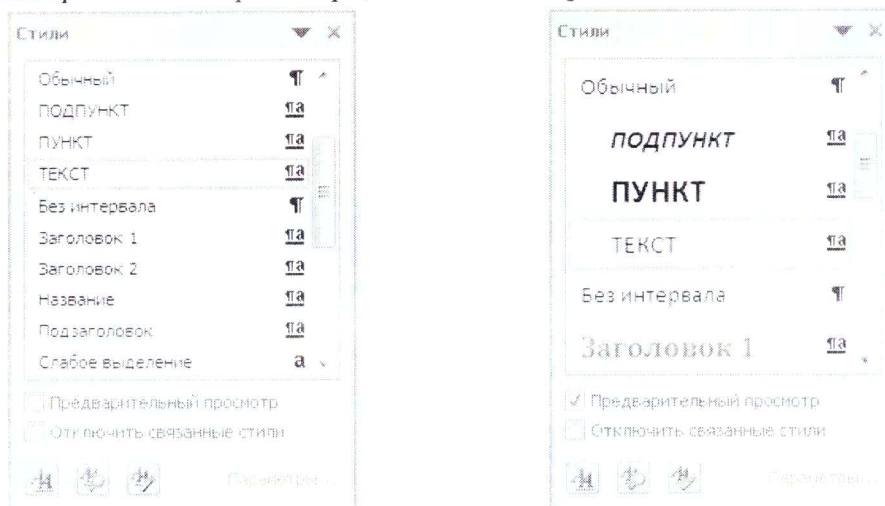 Стили
Обычный ¶
ПОДПУНКТ ¶a
ПУНКТ ¶a
ТЕКСТ ¶a
Без интервала ¶
Заголовок 1 ¶a
Заголовок 2 ¶a
Название ¶a
Подзаголовок ¶a
Слабое выделение a
Предварительный просмотр
Отключить связанные стили
Параметры...
Стили
Обычный ¶
ПОДПУНКТ ¶a
ПУНКТ ¶a
ТЕКСТ ¶a
Без интервала ¶
Заголовок 1 ¶a
Предварительный просмотр
Отключить связанные стили
Параметры...